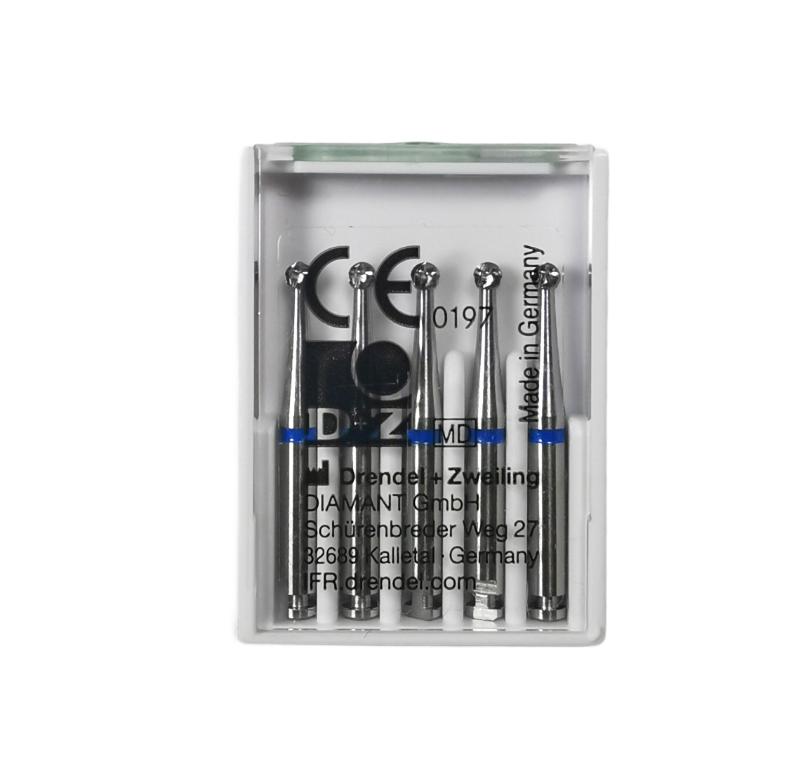 CE 0197
D+Z
MD
Made in Germany
Drendel + Zweiling
DIAMANT GmbH
Schürenbreder Weg 27
32689 Kalletal · Germany
IFR.drendel.com